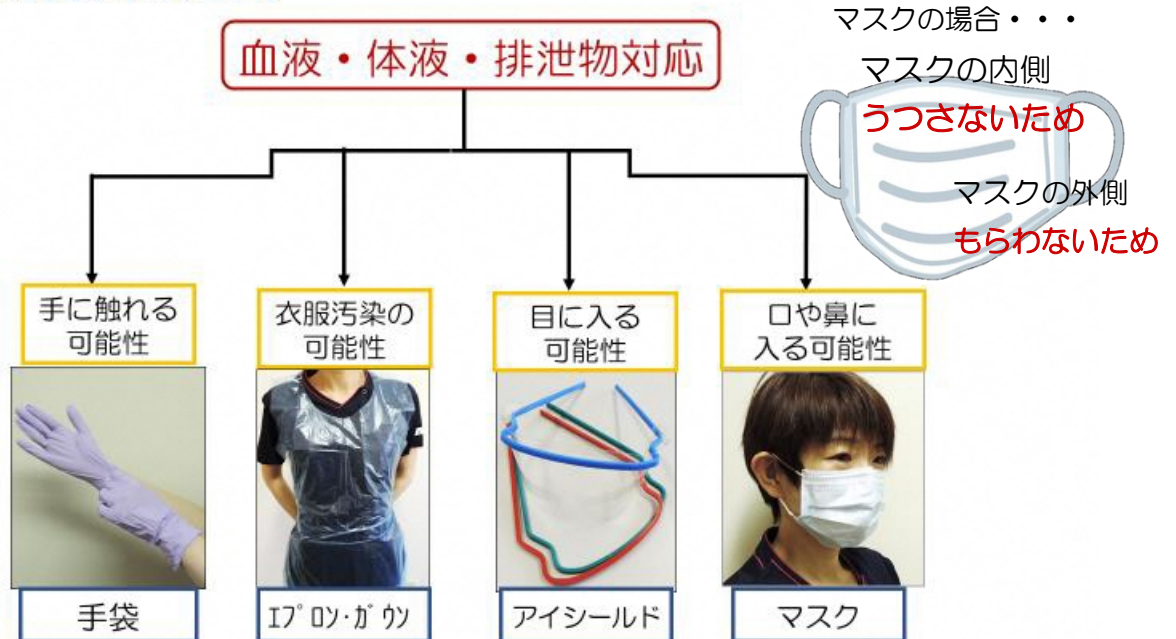 マスクの場合・・・
マスクの内側
うつさないため
マスクの外側
もらわないため
血液・体液・排泄物対応
手に触れる
可能性
衣服汚染の
可能性
目に入る
可能性
口や鼻に
入る可能性
手袋
ｴﾌﾟﾛﾝ･ｶﾞｳﾝ
アイシールド
マスク